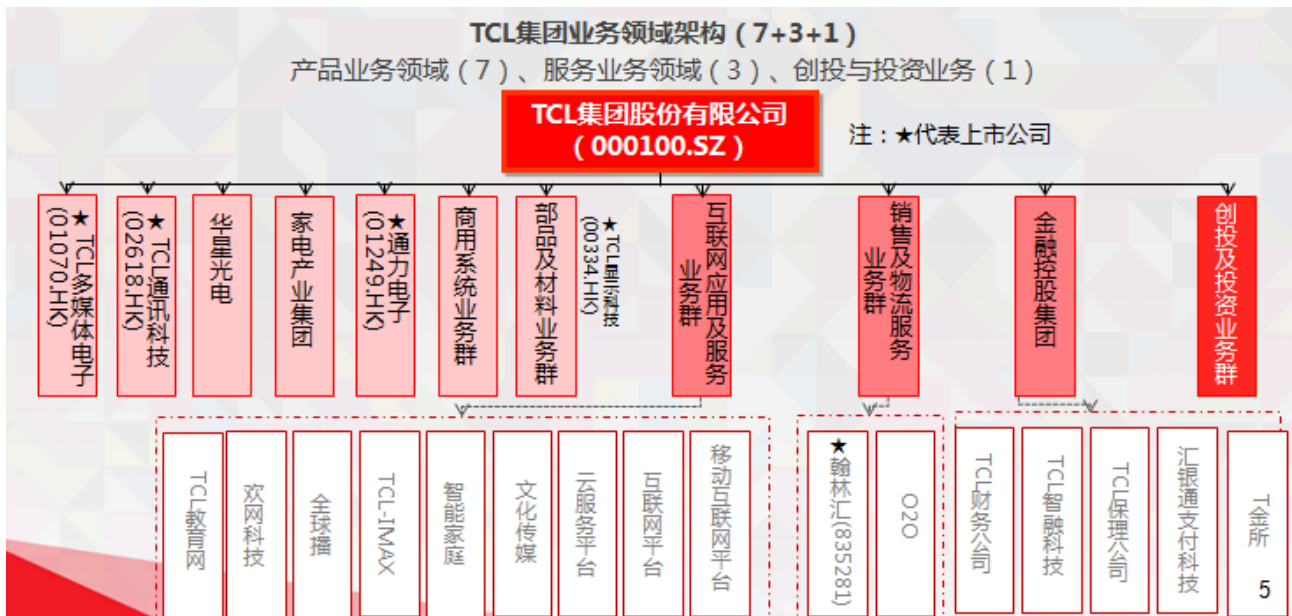 TCL集团业务领域架构（7+3+1）
产品业务领域（7）、服务业务领域（3）、创投与投资业务（1）
TCL集团股份有限公司
（000100.SZ）
注：★代表上市公司
★ TCL多媒体电子
(01070.HK)
★ TCL通讯科技
(02618.HK)
华星光电
家电产业集团
★通力电子
(01249.HK)
商用系统业务群
部品及材料业务群
★TCL显示科技
(00334.HK)
互联网应用及服务
业务群
销售及物流服务
业务群
金融控股集团
创投及投资业务群
TCL教育网
欢网科技
全球播
TCL-IMAX
智能家庭
文化传媒
云服务平台
互联网平台
移动互联网平台
★翰林汇(835281)
O2O
TCL财务公司
TCL智融科技
TCL保理公司
汇银通支付科技
T金所
5